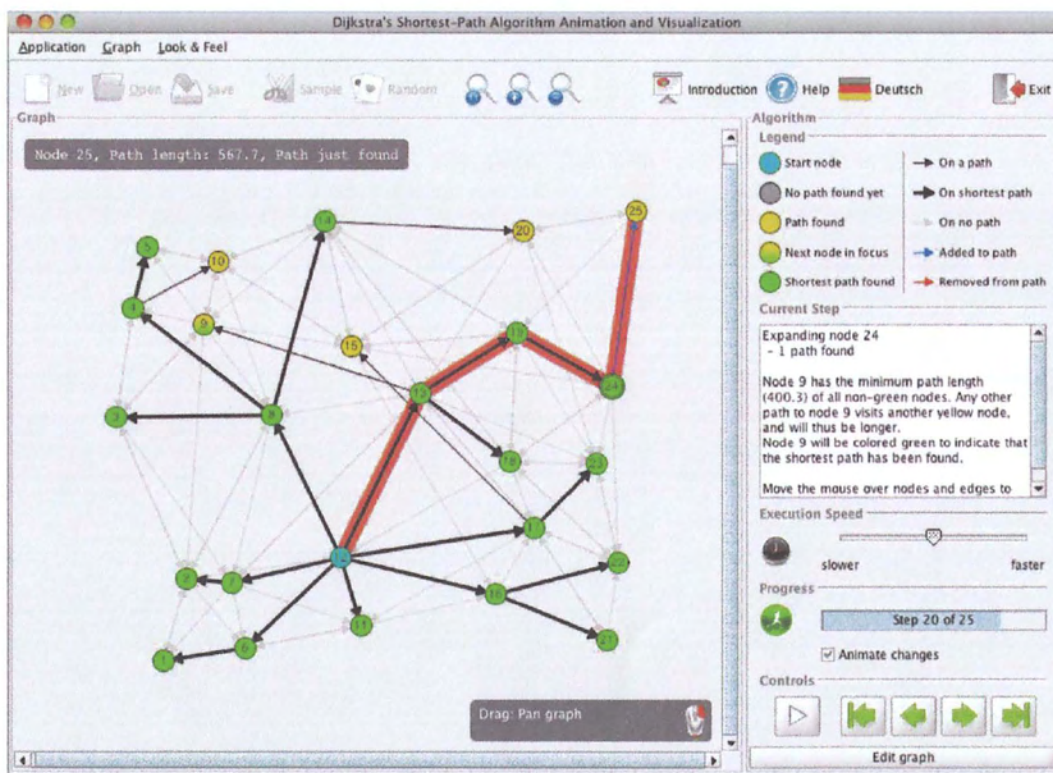 Dijkstra's Shortest-Path Algorithm Animation and Visualization
Application Graph Look & Feel
New Open Save Sample Random Introduction Help Deutsch Exit
Graph
Node 25, Path length: 567.7, Path just found
25
14
20
5
10
4
9
19
15
24
13
3
8
18
23
17
12
22
2
7
16
11
21
6
1
Drag: Pan graph
Algorithm
Legend
Start node On a path
No path found yet On shortest path
Path found On no path
Next node in focus Added to path
Shortest path found Removed from path
Current Step
Expanding node 24
- 1 path found
Node 9 has the minimum path length
(400.3) of all non-green nodes. Any other
path to node 9 visits another yellow node,
and will thus be longer.
Node 9 will be colored green to indicate that
the shortest path has been found.
Move the mouse over nodes and edges to
Execution Speed
slower faster
Progress
Step 20 of 25
Animate changes
Controls
Edit graph